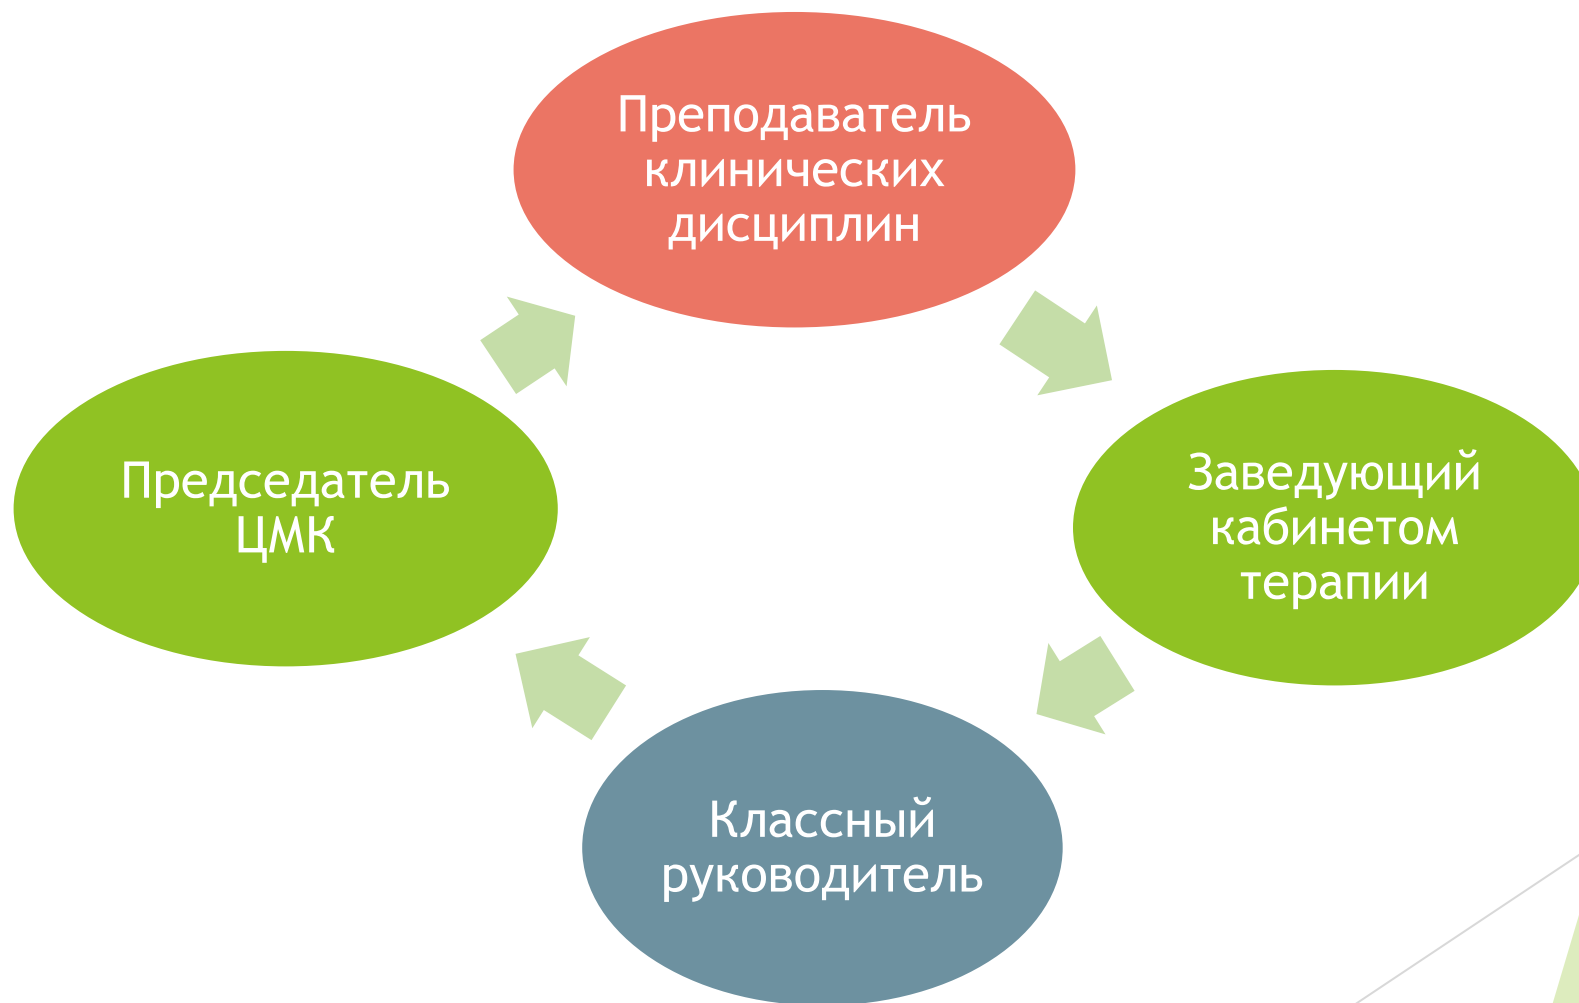 Преподаватель
клинических
дисциплин
Заведующий
кабинетом
терапии
Классный
руководитель
Председатель
ЦМК